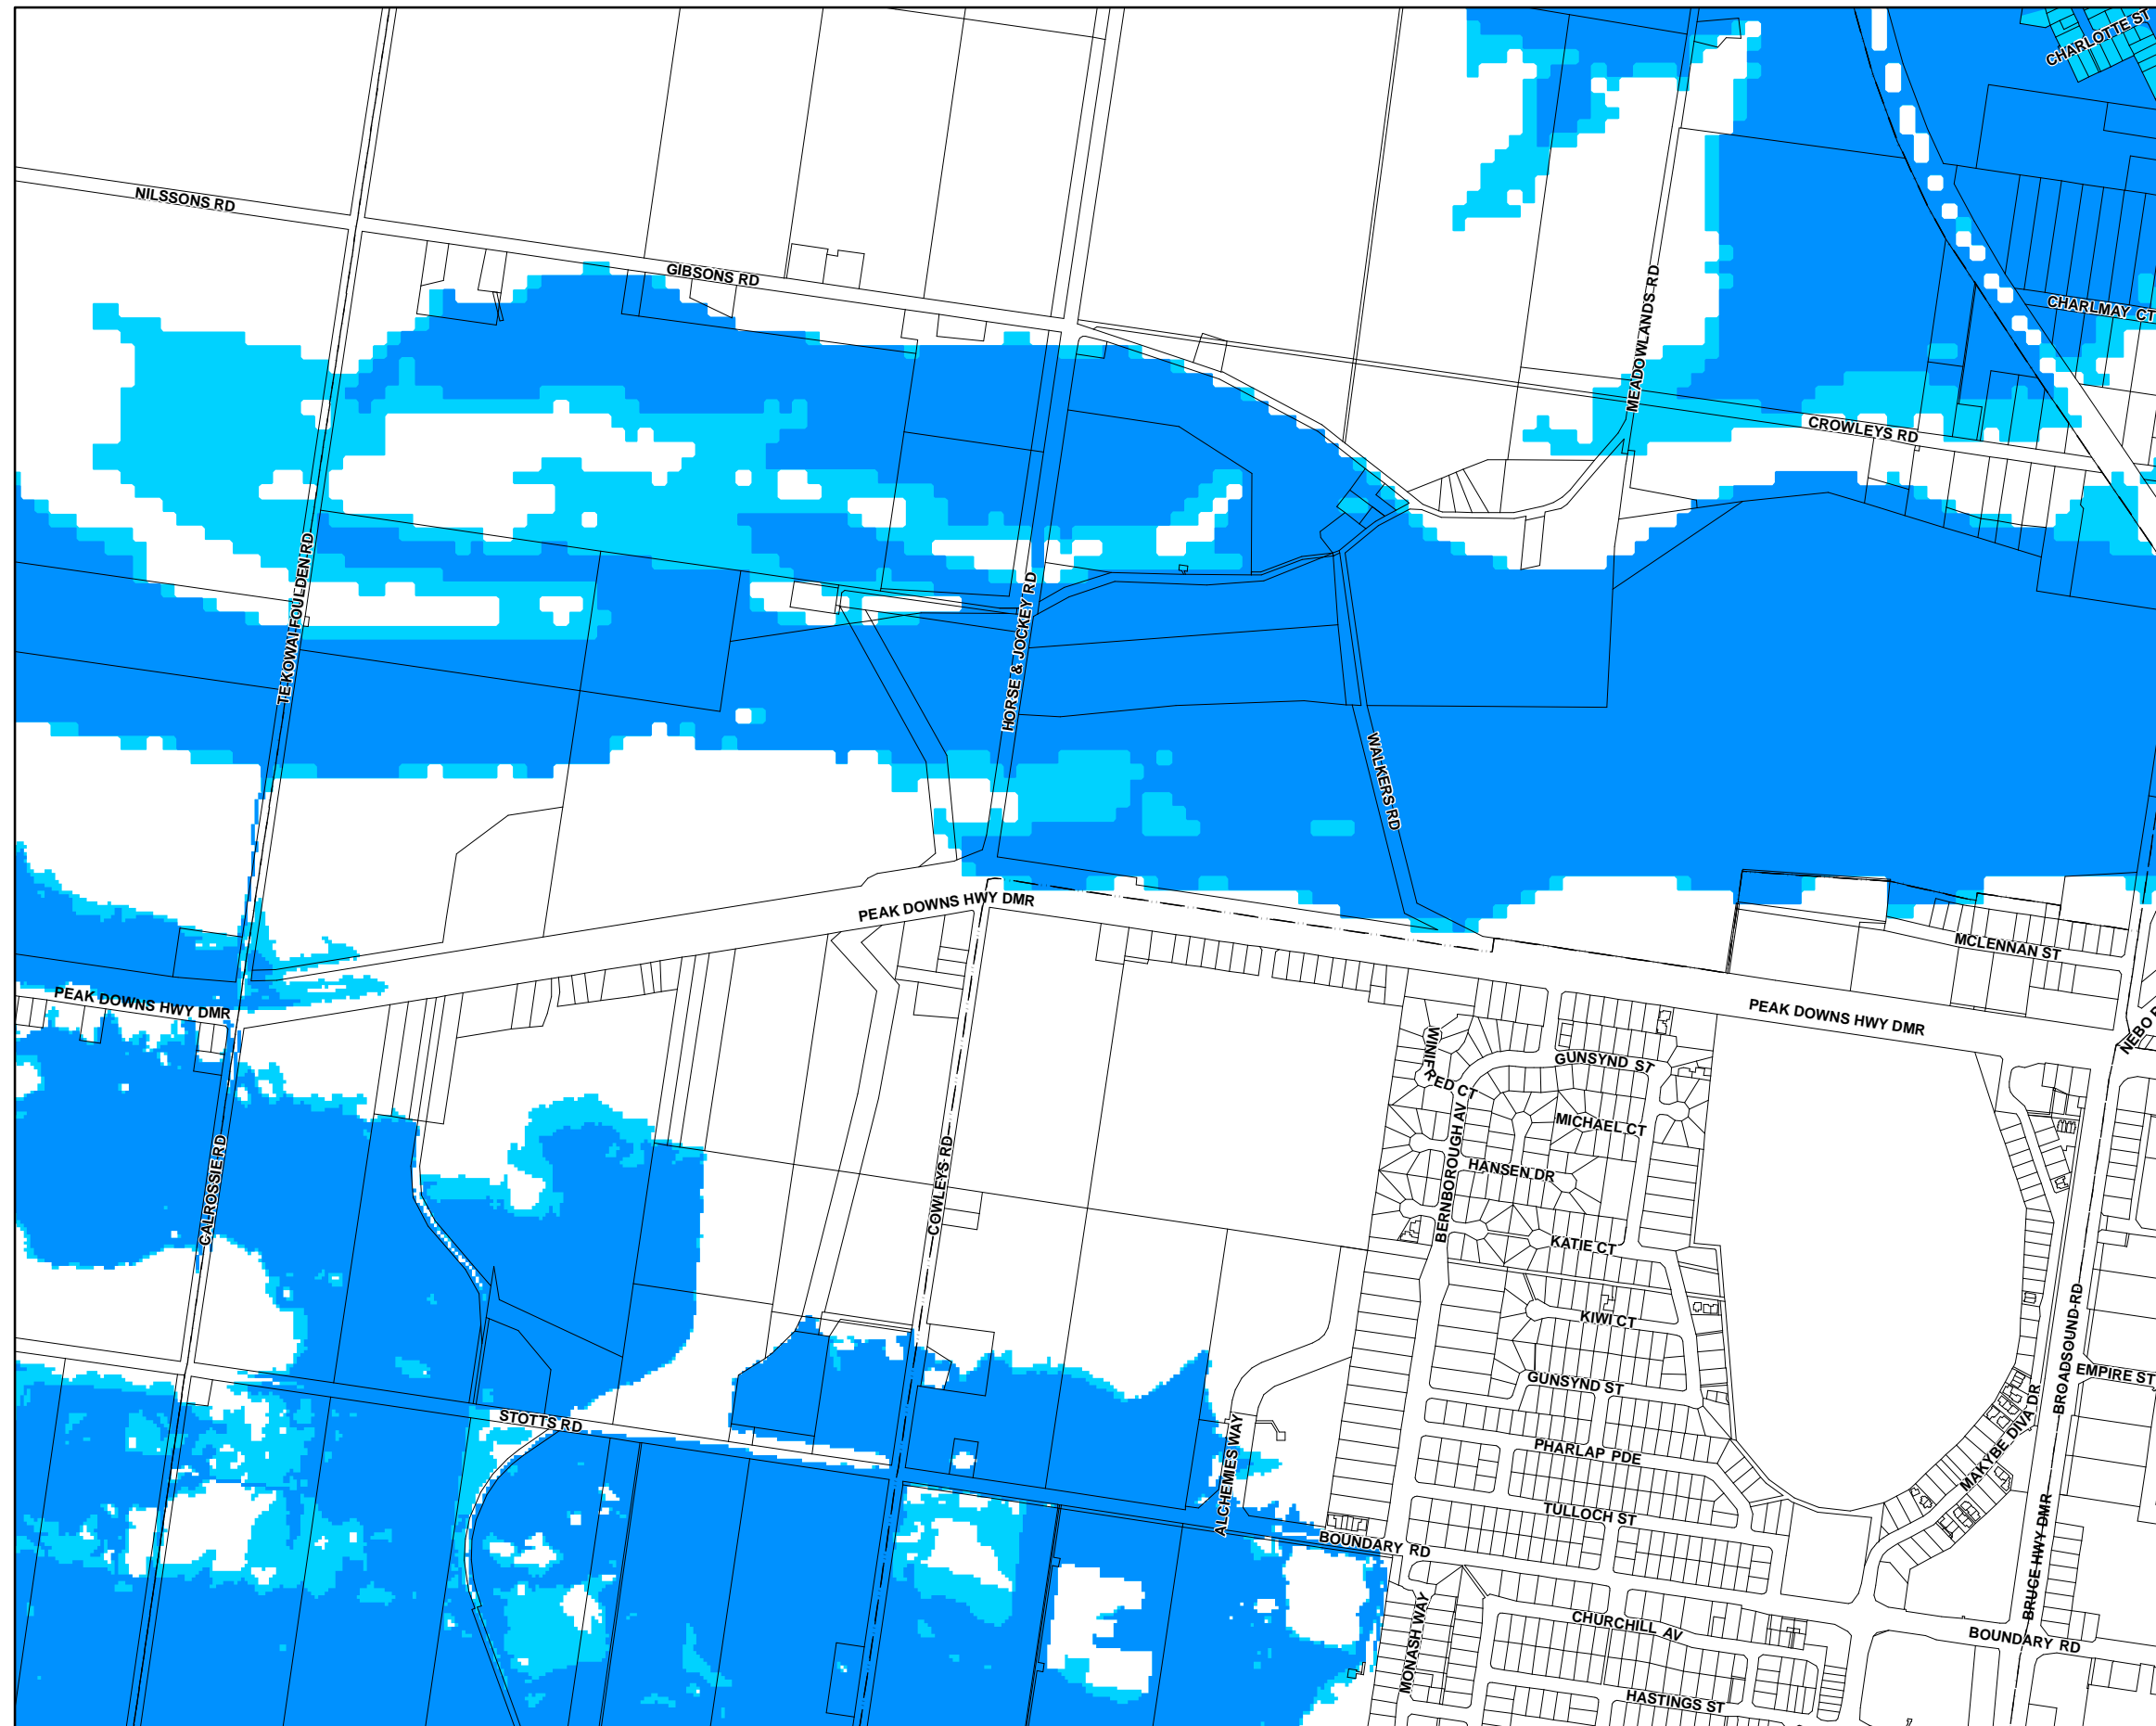 CHARLOTTE ST
NILSSONS RD
GIBSONS RD
MEADOWLANDS RD
CHARLMAY CT
CROWLEYS RD
TE KOWAI FOULDEN RD
HORSE & JOCKEY RD
WALKERS RD
PEAK DOWNS HWY DMR
MCLENNAN ST
PEAK DOWNS HWY DMR
PEAK DOWNS HWY DMR
NEBO
WINIFRED CT
GUNSYND ST
BERNBOROUGH AV
MICHAEL CT
HANSEN DR
CALROSSIE RD
COWLEYS RD
KATIE CT
KIWI CT
BROADSOUND RD
EMPIRE ST
GUNSYND ST
MAKYBE DIVA DR
STOTTS RD
ALCHEMIES WAY
PHARLAP PDE
TULLOCH ST
BOUNDARY RD
BRUCE HWY DMR
MONASH WAY
CHURCHILL AV
BOUNDARY RD
HASTINGS ST